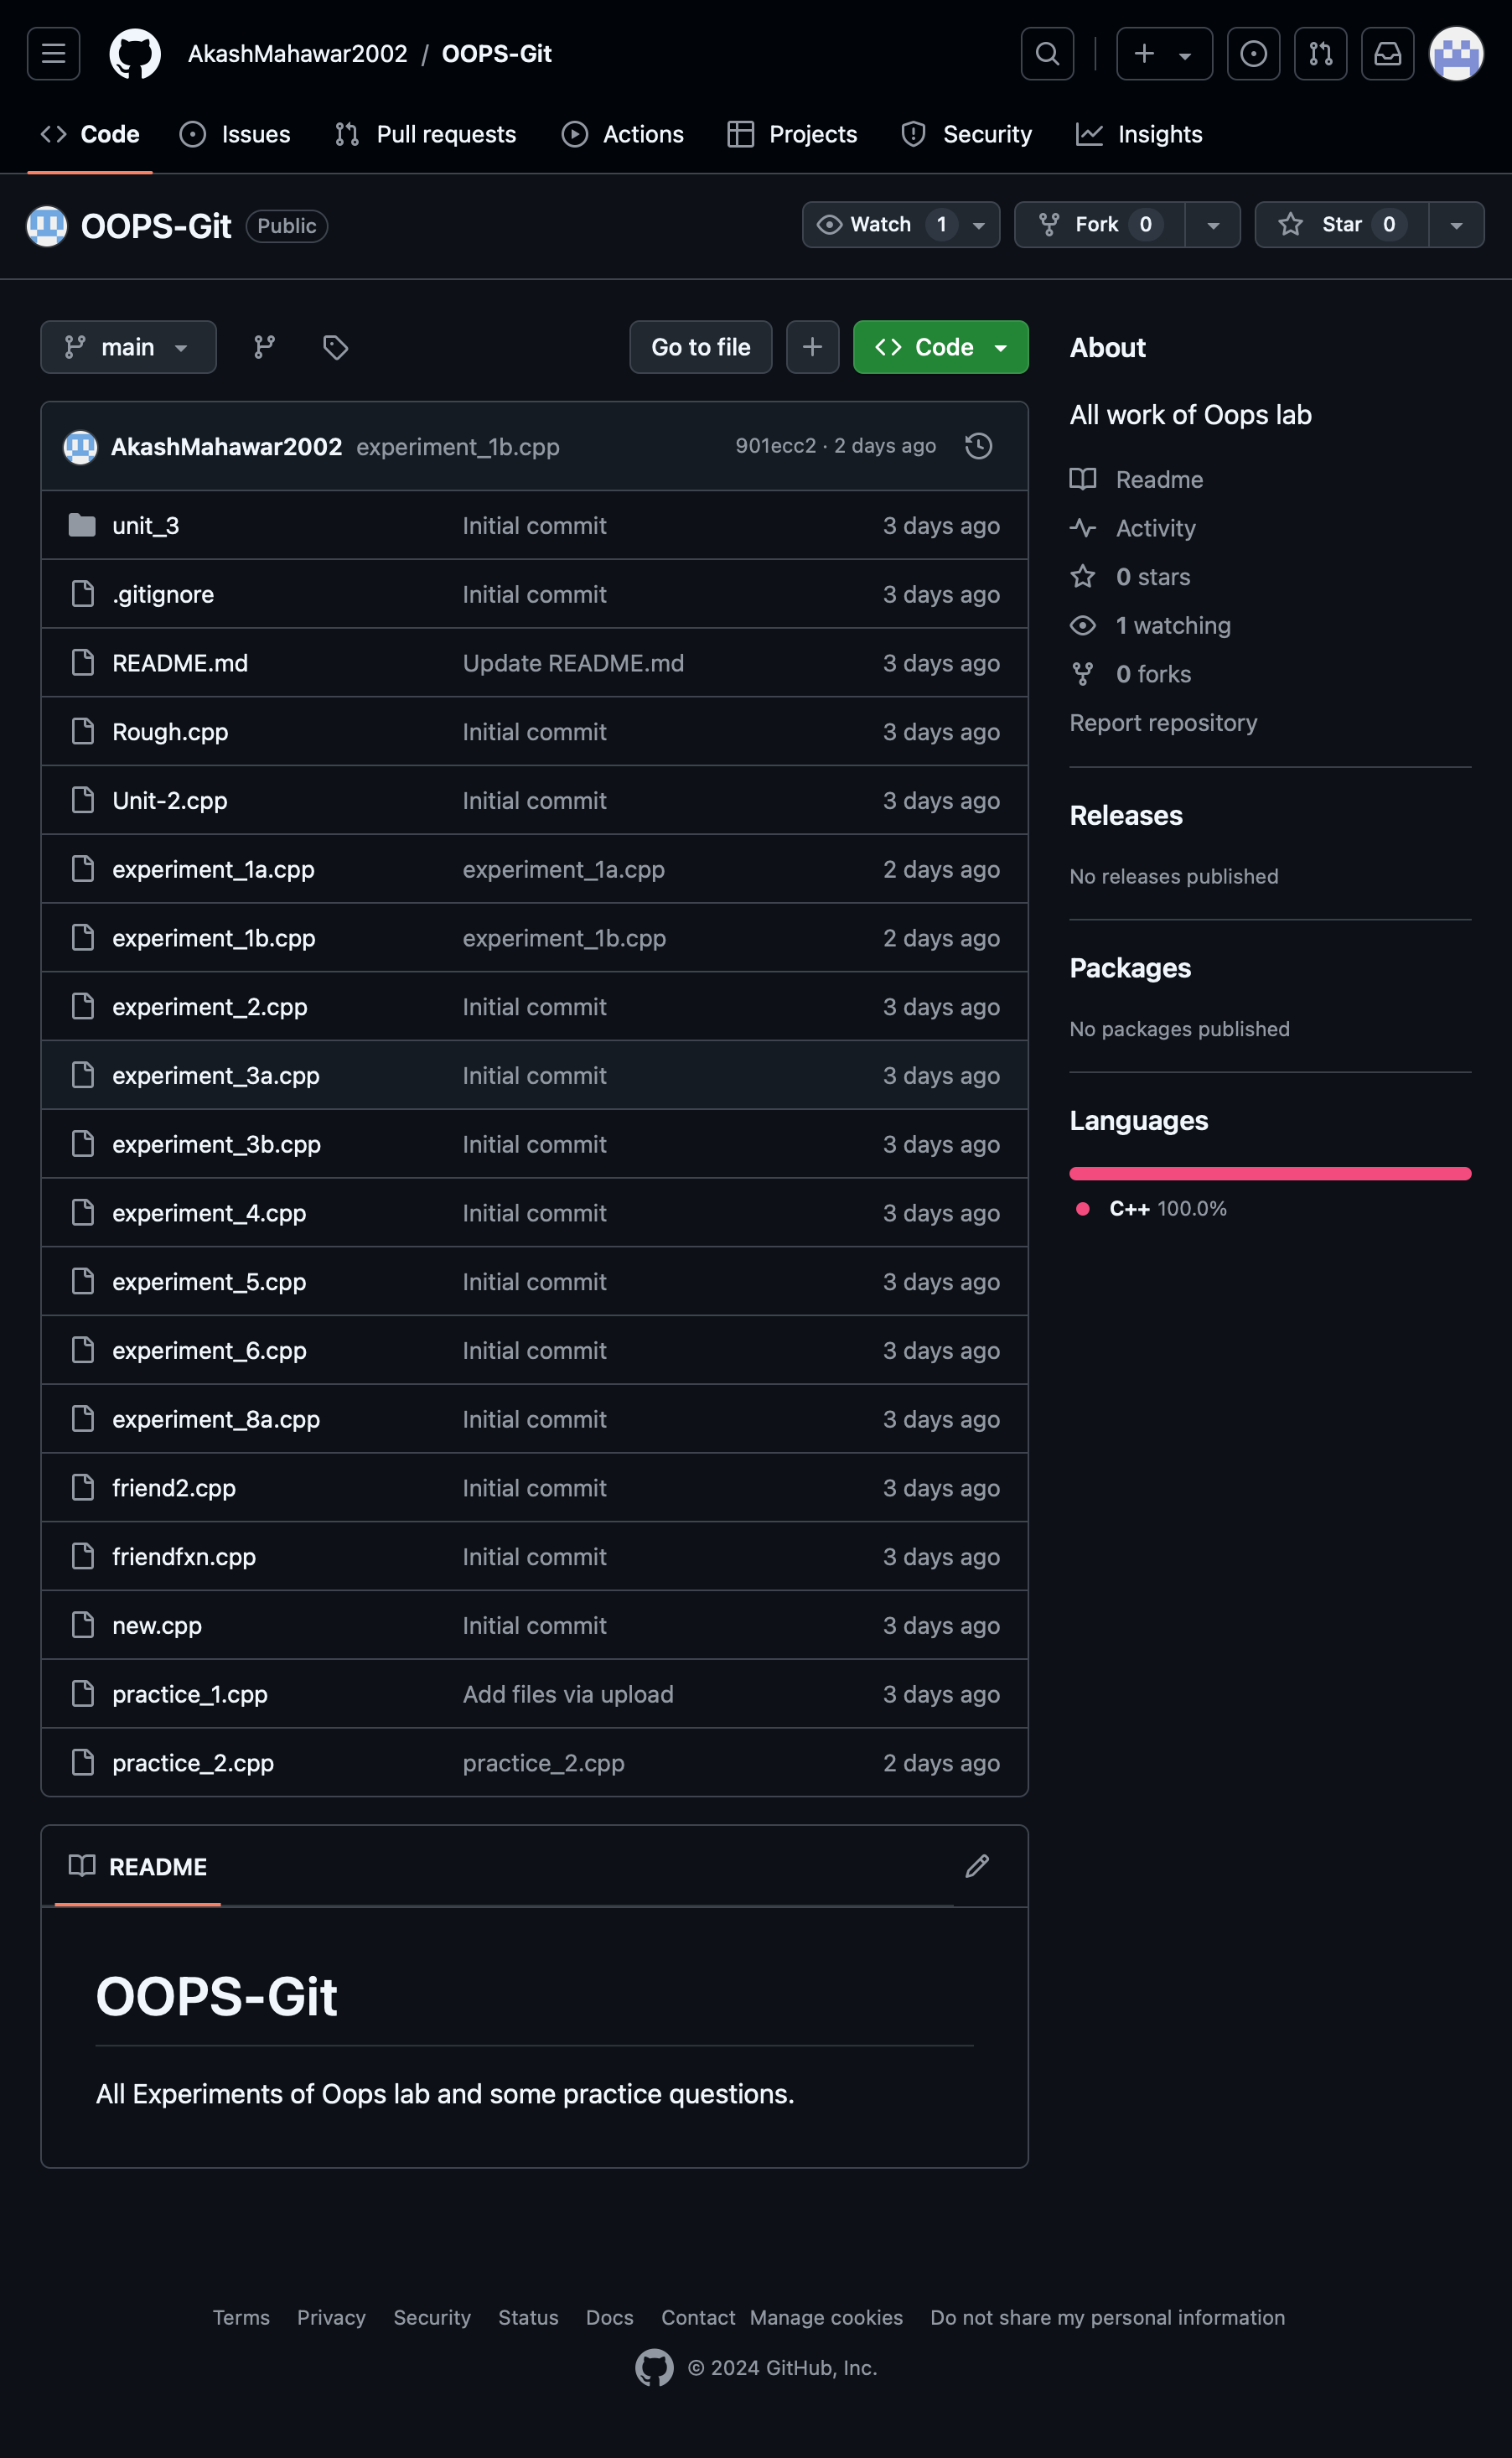 AkashMahawar2002 / OOPS-Git
Code Issues Pull requests Actions Projects Security Insights
OOPS-Git Public Watch 1 Fork 0 Star 0
main Go to file Code
AkashMahawar2002 experiment_1b.cpp 901ecc2 · 2 days ago
unit_3 Initial commit 3 days ago
.gitignore Initial commit 3 days ago
README.md Update README.md 3 days ago
Rough.cpp Initial commit 3 days ago
Unit-2.cpp Initial commit 3 days ago
experiment_1a.cpp experiment_1a.cpp 2 days ago
experiment_1b.cpp experiment_1b.cpp 2 days ago
experiment_2.cpp Initial commit 3 days ago
experiment_3a.cpp Initial commit 3 days ago
experiment_3b.cpp Initial commit 3 days ago
experiment_4.cpp Initial commit 3 days ago
experiment_5.cpp Initial commit 3 days ago
experiment_6.cpp Initial commit 3 days ago
experiment_8a.cpp Initial commit 3 days ago
friend2.cpp Initial commit 3 days ago
friendfxn.cpp Initial commit 3 days ago
new.cpp Initial commit 3 days ago
practice_1.cpp Add files via upload 3 days ago
practice_2.cpp practice_2.cpp 2 days ago
README
OOPS-Git
All Experiments of Oops lab and some practice questions.
About
All work of Oops lab
Readme
Activity
0 stars
1 watching
0 forks
Report repository
Releases
No releases published
Packages
No packages published
Languages
C++ 100.0%
Terms Privacy Security Status Docs Contact Manage cookies Do not share my personal information
© 2024 GitHub, Inc.